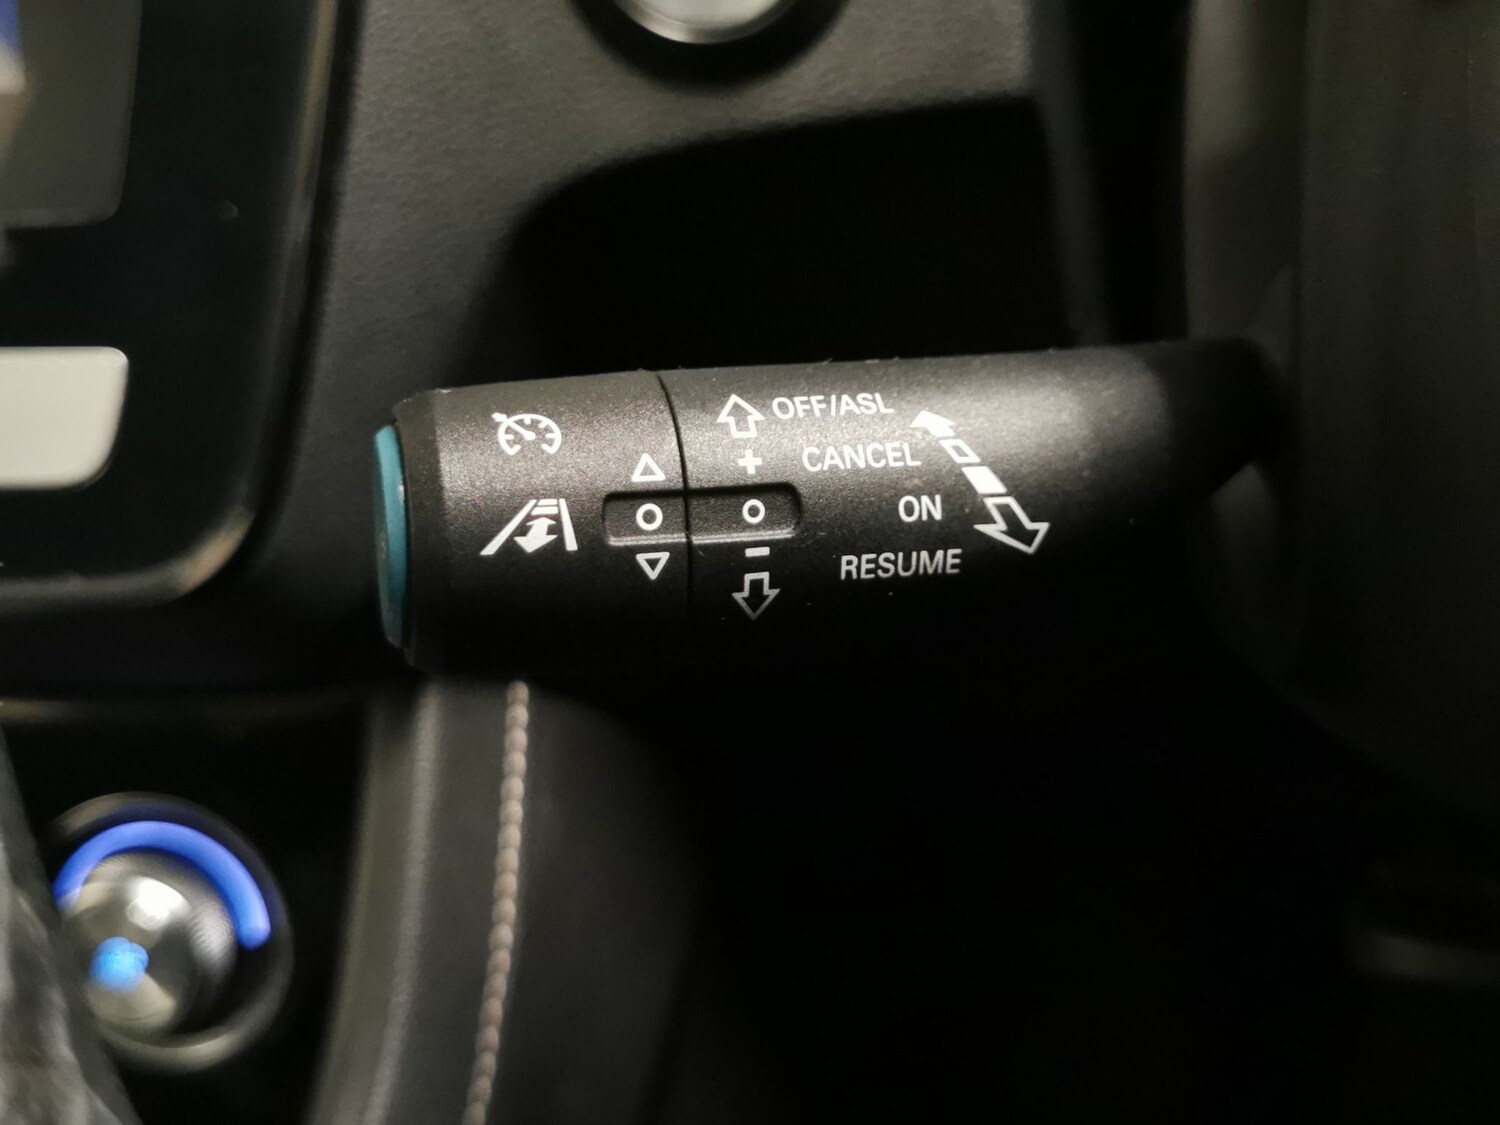 OFF/ASL
+ CANCEL
ON
- RESUME